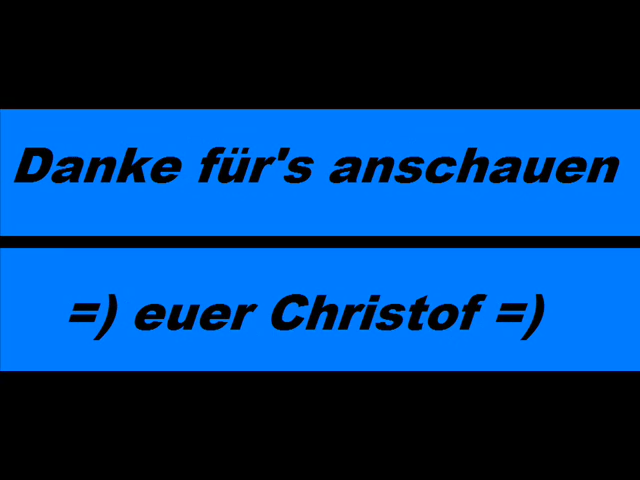 Danke für's anschauen
=) euer Christof =)